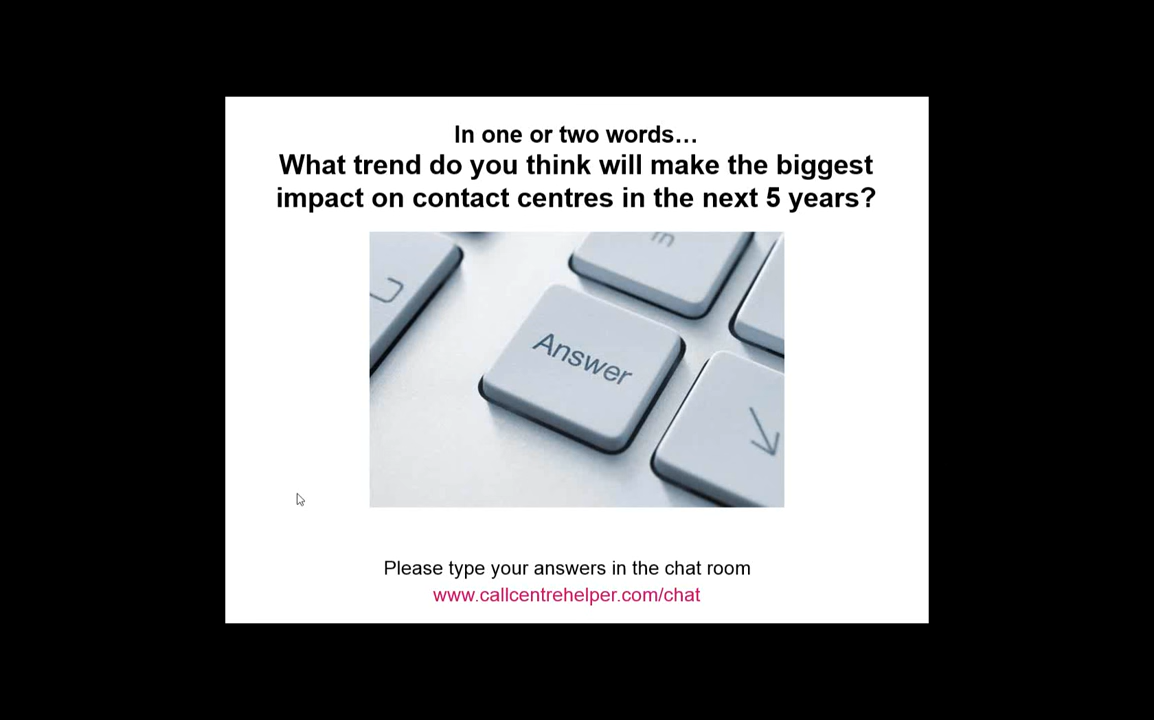 In one or two words…
What trend do you think will make the biggest
impact on contact centres in the next 5 years?
Answer
Please type your answers in the chat room
www.callcentrehelper.com/chat